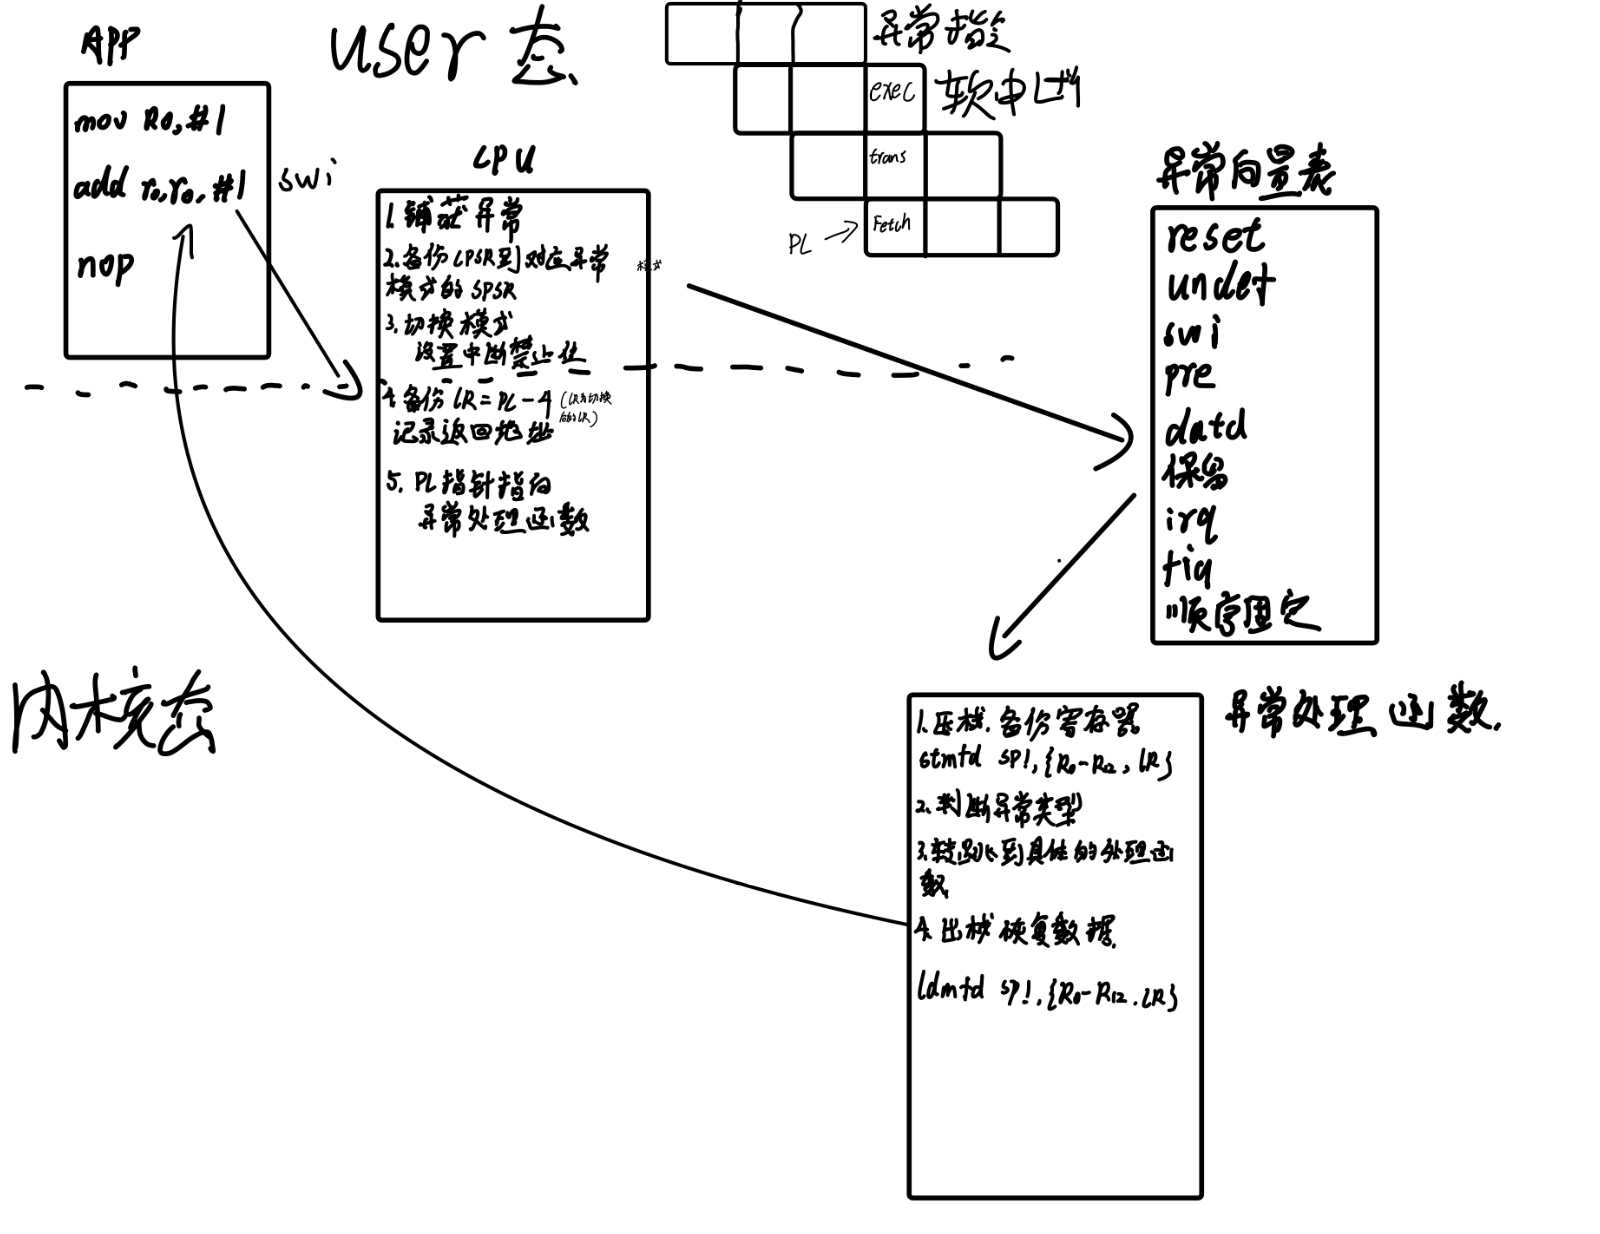 APP
mov R0,#1
add r0,r0,#1
nop
swi
user态
CPU
1. 捕获异常
2.备份CPSR到对应异常
模式的SPSR
模式
3.切换模式
设置中断禁止位
4.备份LR=PC-4
(LR为切换
后的LR)
记录返回地址
5. PC指针指向
异常处理函数
异常指令
exec
软中断
trans
Fetch
PC
异常向量表
reset
undef
swi
pre
data
保留
irq
fiq
顺序固定
内核态
异常处理函数.
1.压栈.备份寄存器
stmfd SP!,{R0-R12,LR}
2.判断异常类型
3.转跳到具体的处理函
数
4.出栈恢复数据.
ldmfd SP!,{R0-R12.LR}